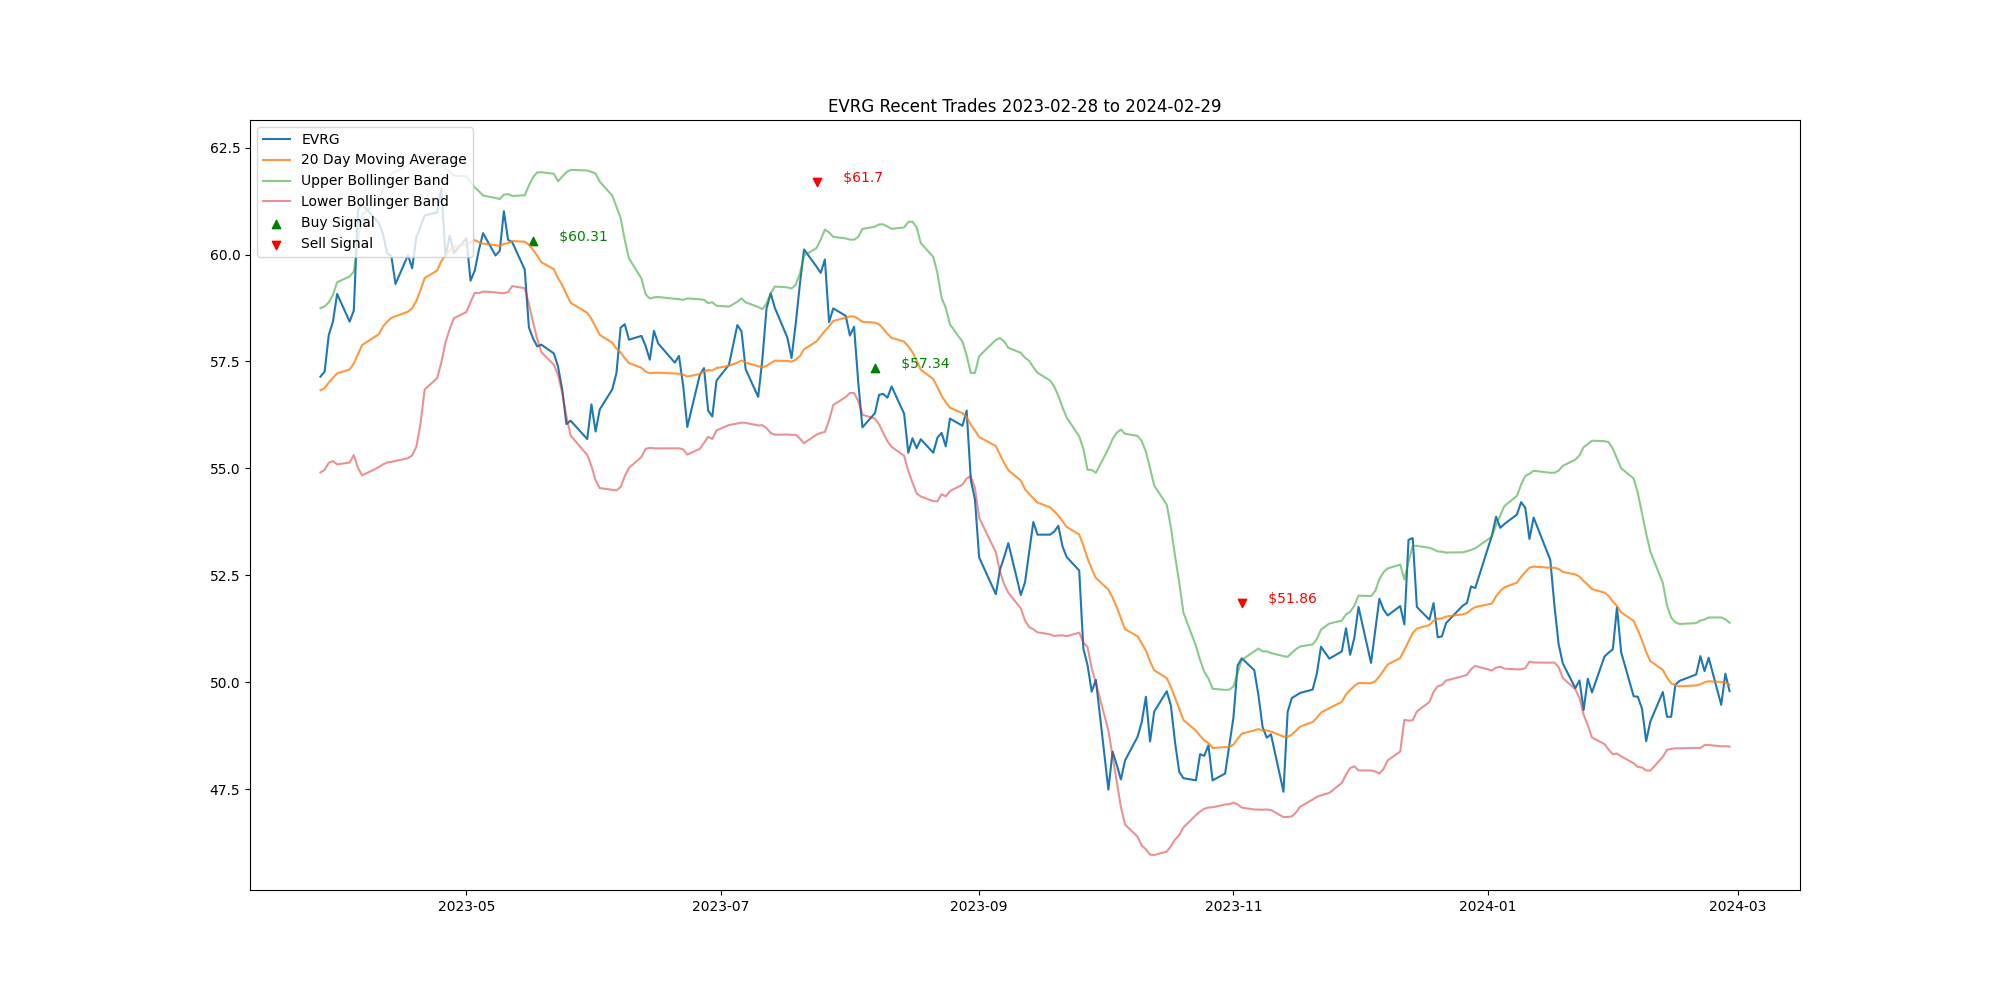 EVRG Recent Trades 2023-02-28 to 2024-02-29
62.5
60.0
57.5
55.0
52.5
50.0
47.5
EVRG
20 Day Moving Average
Upper Bollinger Band
Lower Bollinger Band
Buy Signal
Sell Signal
$61.7
$60.31
$57.34
$51.86
2023-05
2023-07
2023-09
2023-11
2024-01
2024-03